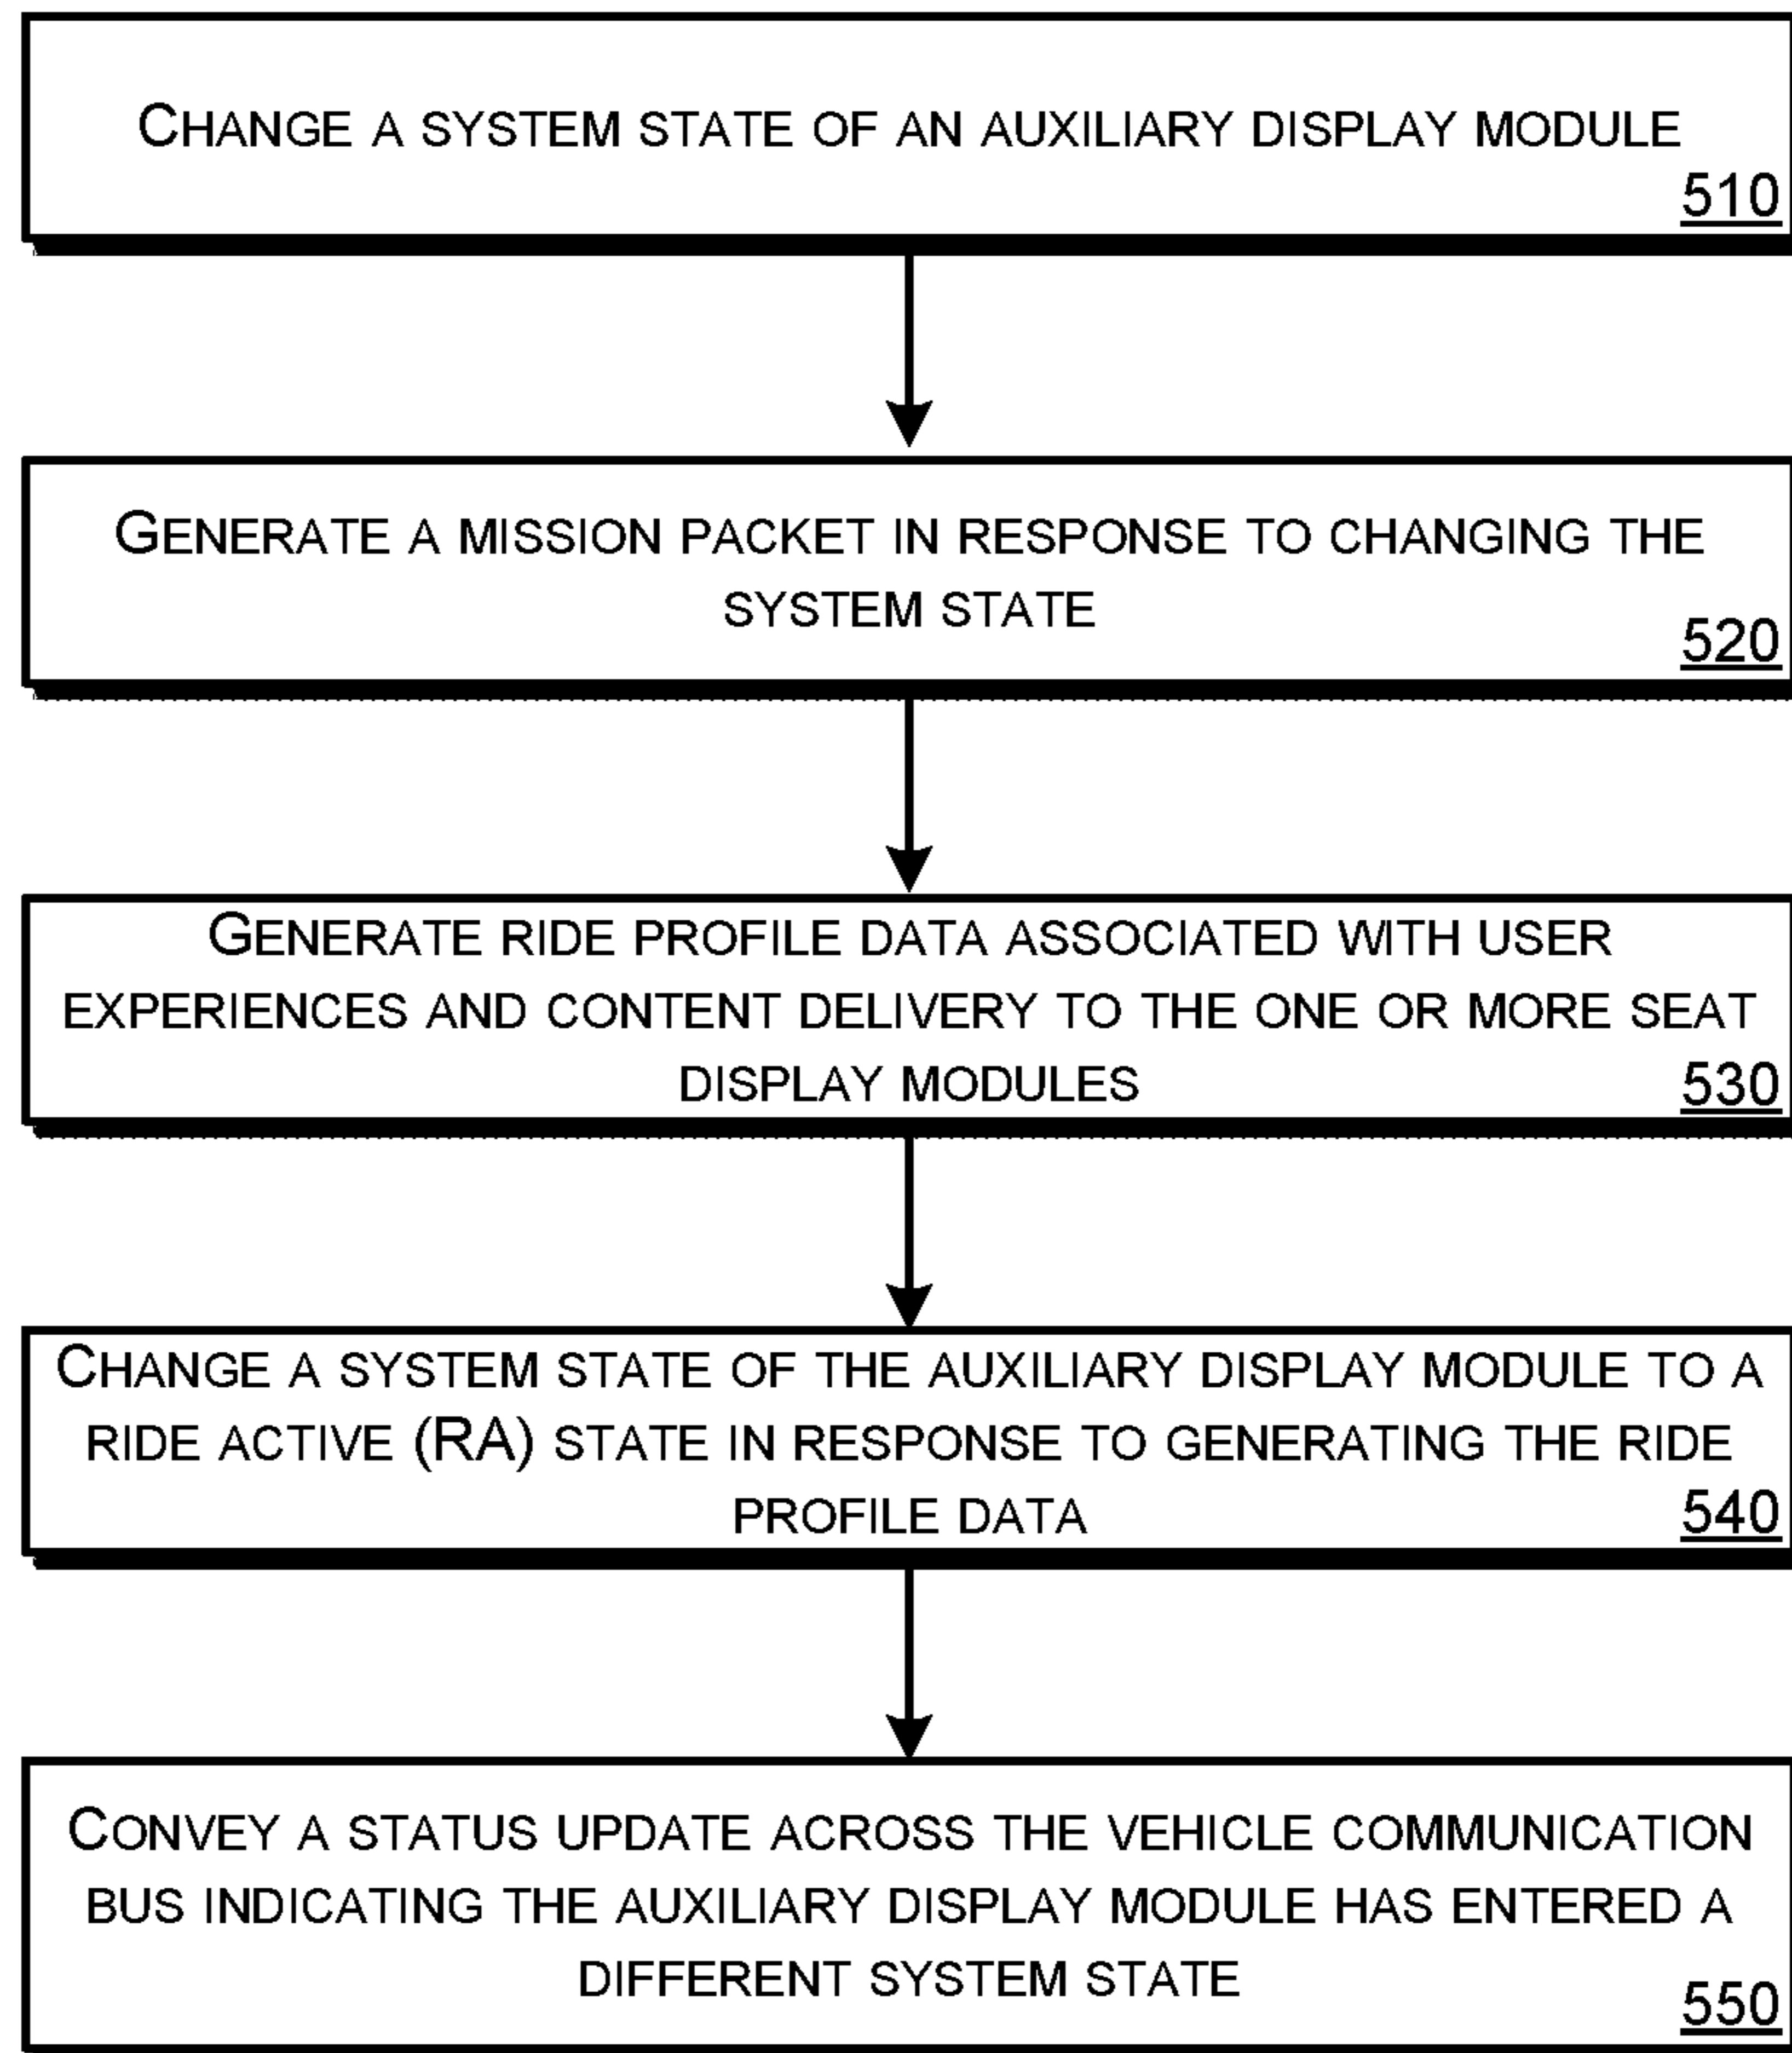 CHANGE A SYSTEM STATE OF AN AUXILIARY DISPLAY MODULE
510
GENERATE A MISSION PACKET IN RESPONSE TO CHANGING THE
SYSTEM STATE
520
GENERATE RIDE PROFILE DATA ASSOCIATED WITH USER
EXPERIENCES AND CONTENT DELIVERY TO THE ONE OR MORE SEAT
DISPLAY MODULES
530
CHANGE A SYSTEM STATE OF THE AUXILIARY DISPLAY MODULE TO A
RIDE ACTIVE (RA) STATE IN RESPONSE TO GENERATING THE RIDE
PROFILE DATA
540
CONVEY A STATUS UPDATE ACROSS THE VEHICLE COMMUNICATION
BUS INDICATING THE AUXILIARY DISPLAY MODULE HAS ENTERED A
DIFFERENT SYSTEM STATE
550